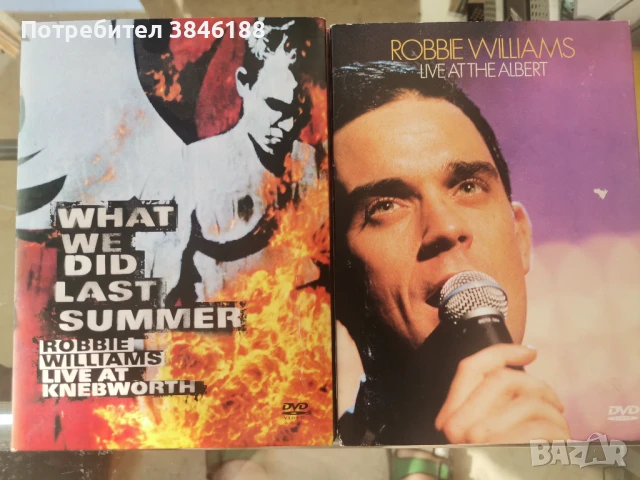 Потребител 3846188
WHAT
WE
DID
LAST
SUMMER
ROBBIE
WILLIAMS
LIVE AT
KNEBWORTH
DVD
ROBBIE WILLIAMS
LIVE AT THE ALBERT
DVD
BAZAR